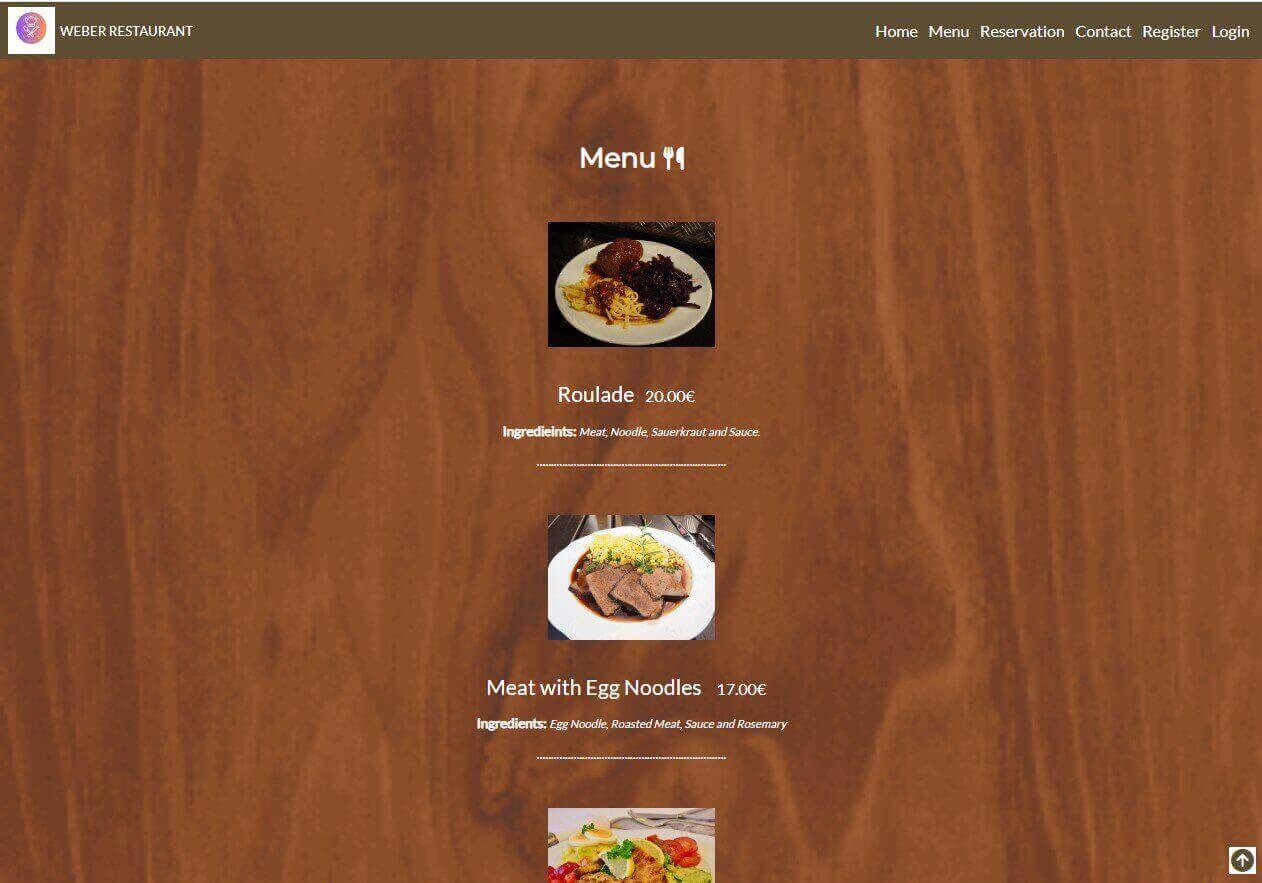 WEBER RESTAURANT
Home Menu Reservation Contact Register Login
Menu
Roulade 20.00€
Ingredieints: Meat, Noodle, Sauerkraut and Sauce.
Meat with Egg Noodles 17.00€
Ingredients: Egg Noodle, Roasted Meat, Sauce and Rosemary